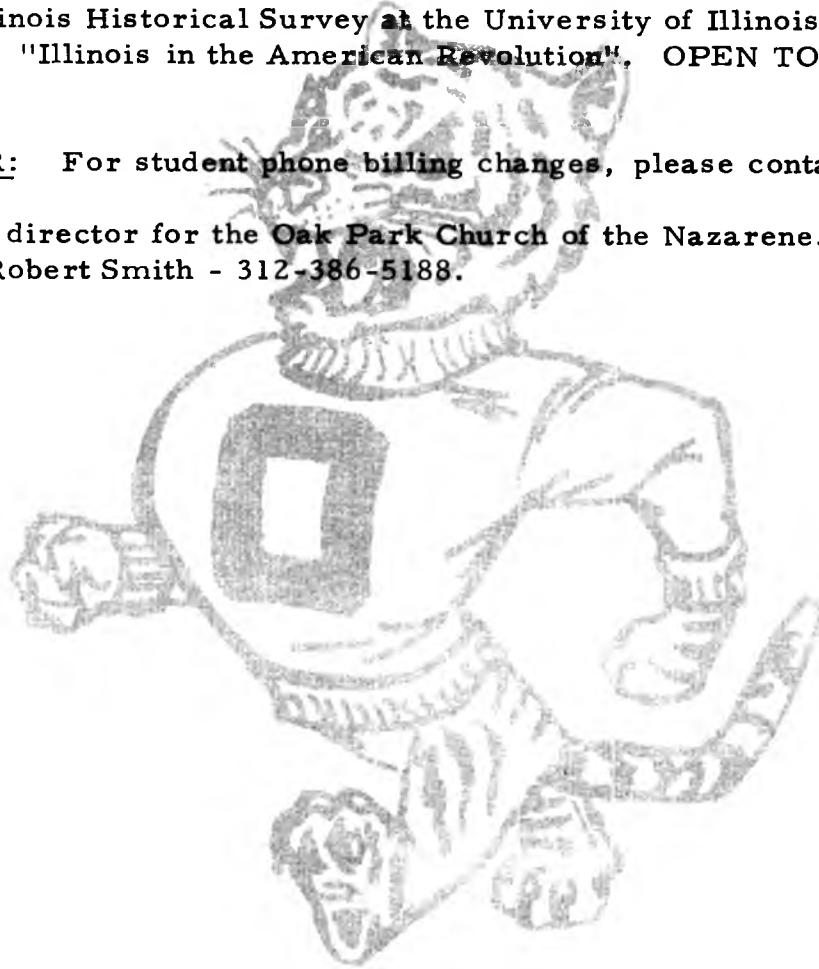 inois Historical Survey at the University of Illinois
"Illinois in the American Revolution". OPEN TO
R: For student phone billing changes, please conta
director for the Oak Park Church of the Nazarene.
Robert Smith - 312-386-5188.
O